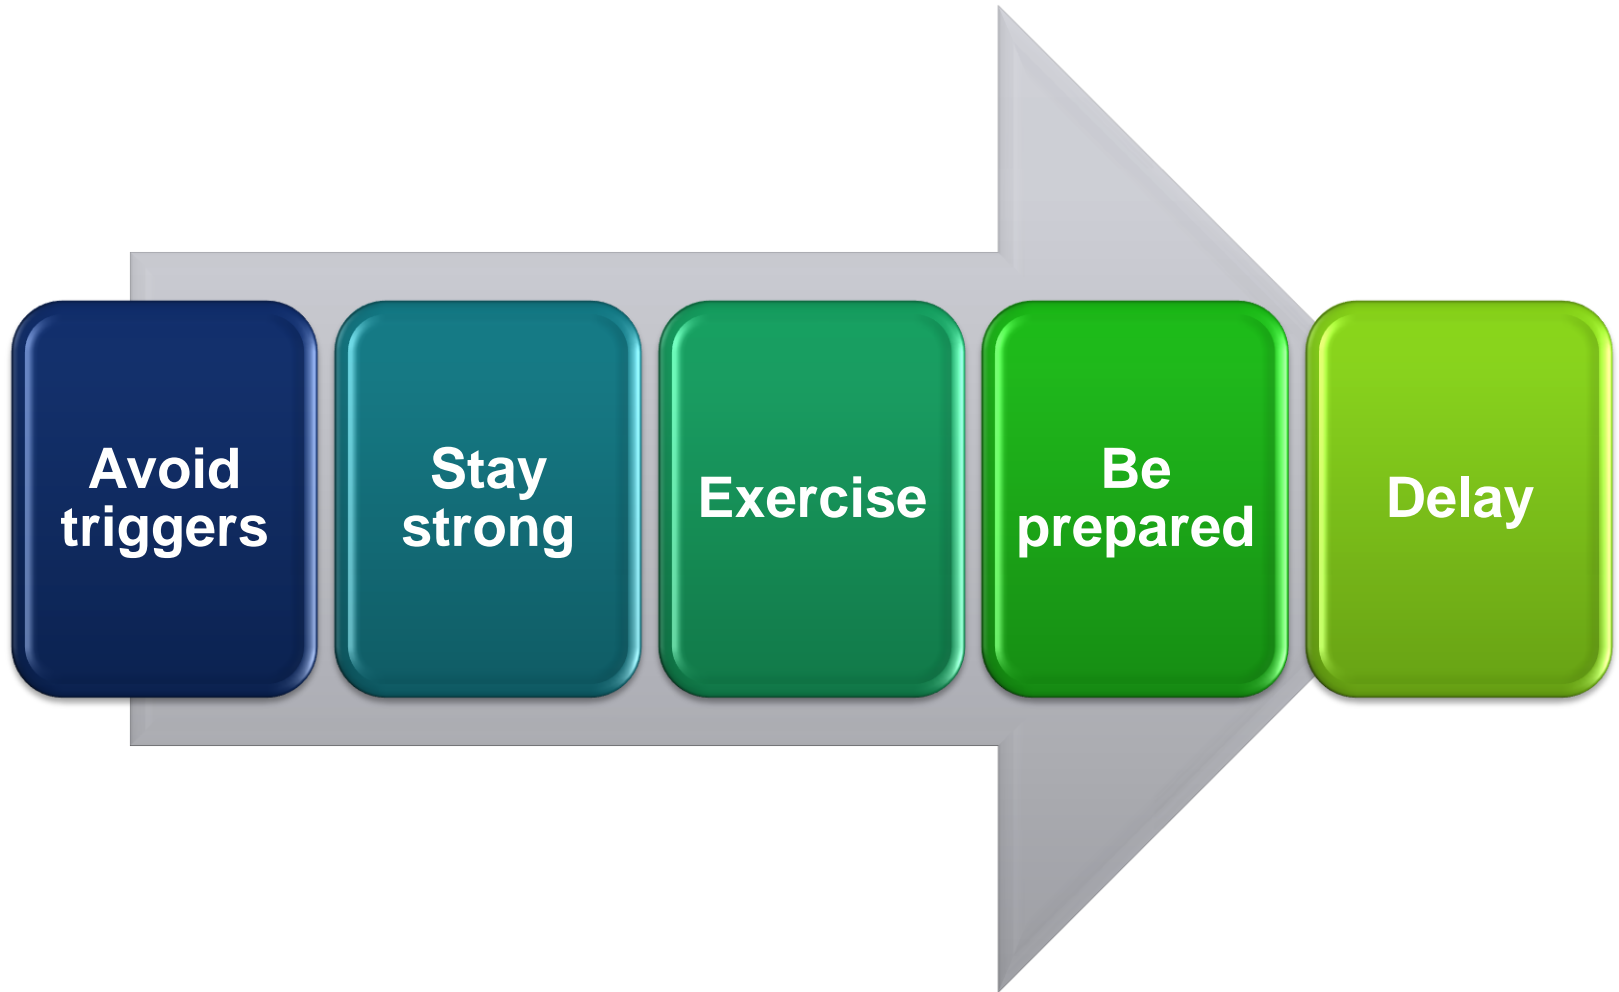 Avoid
triggers
Stay
strong
Exercise
Be
prepared
Delay